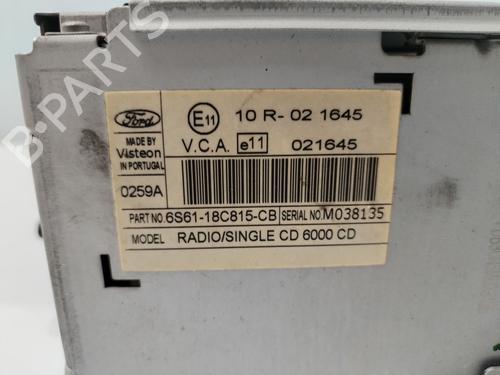 B-PARTS
Ford
E11 10 R- 02 1645
MADE BY
Visteon
IN PORTUGAL
V.C.A. e11 021645
0259A
PART NO. 6S61-18C815-CB SERIAL NO. M038135
MODEL RADIO/SINGLE CD 6000 CD